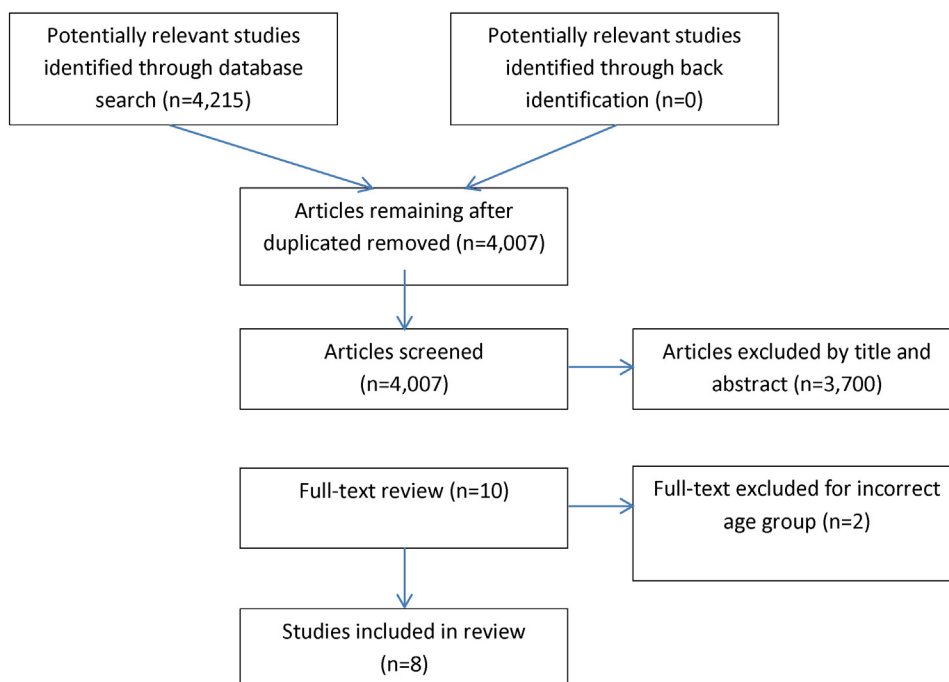 Potentially relevant studies
identified through database
search (n=4,215)
Potentially relevant studies
identified through back
identification (n=0)
Articles remaining after
duplicated removed (n=4,007)
Articles screened
(n=4,007)
Articles excluded by title and
abstract (n=3,700)
Full-text review (n=10)
Full-text excluded for incorrect
age group (n=2)
Studies included in review
(n=8)